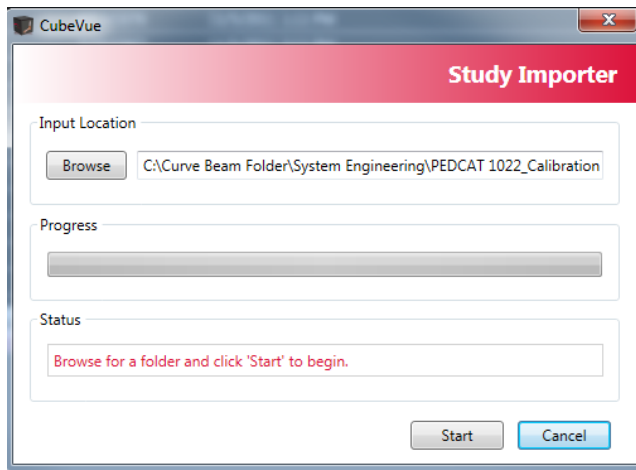 CubeVue
Study Importer
Input Location
Browse
C:\Curve Beam Folder\System Engineering\PEDCAT 1022_Calibration
Progress
Status
Browse for a folder and click 'Start' to begin.
Start
Cancel